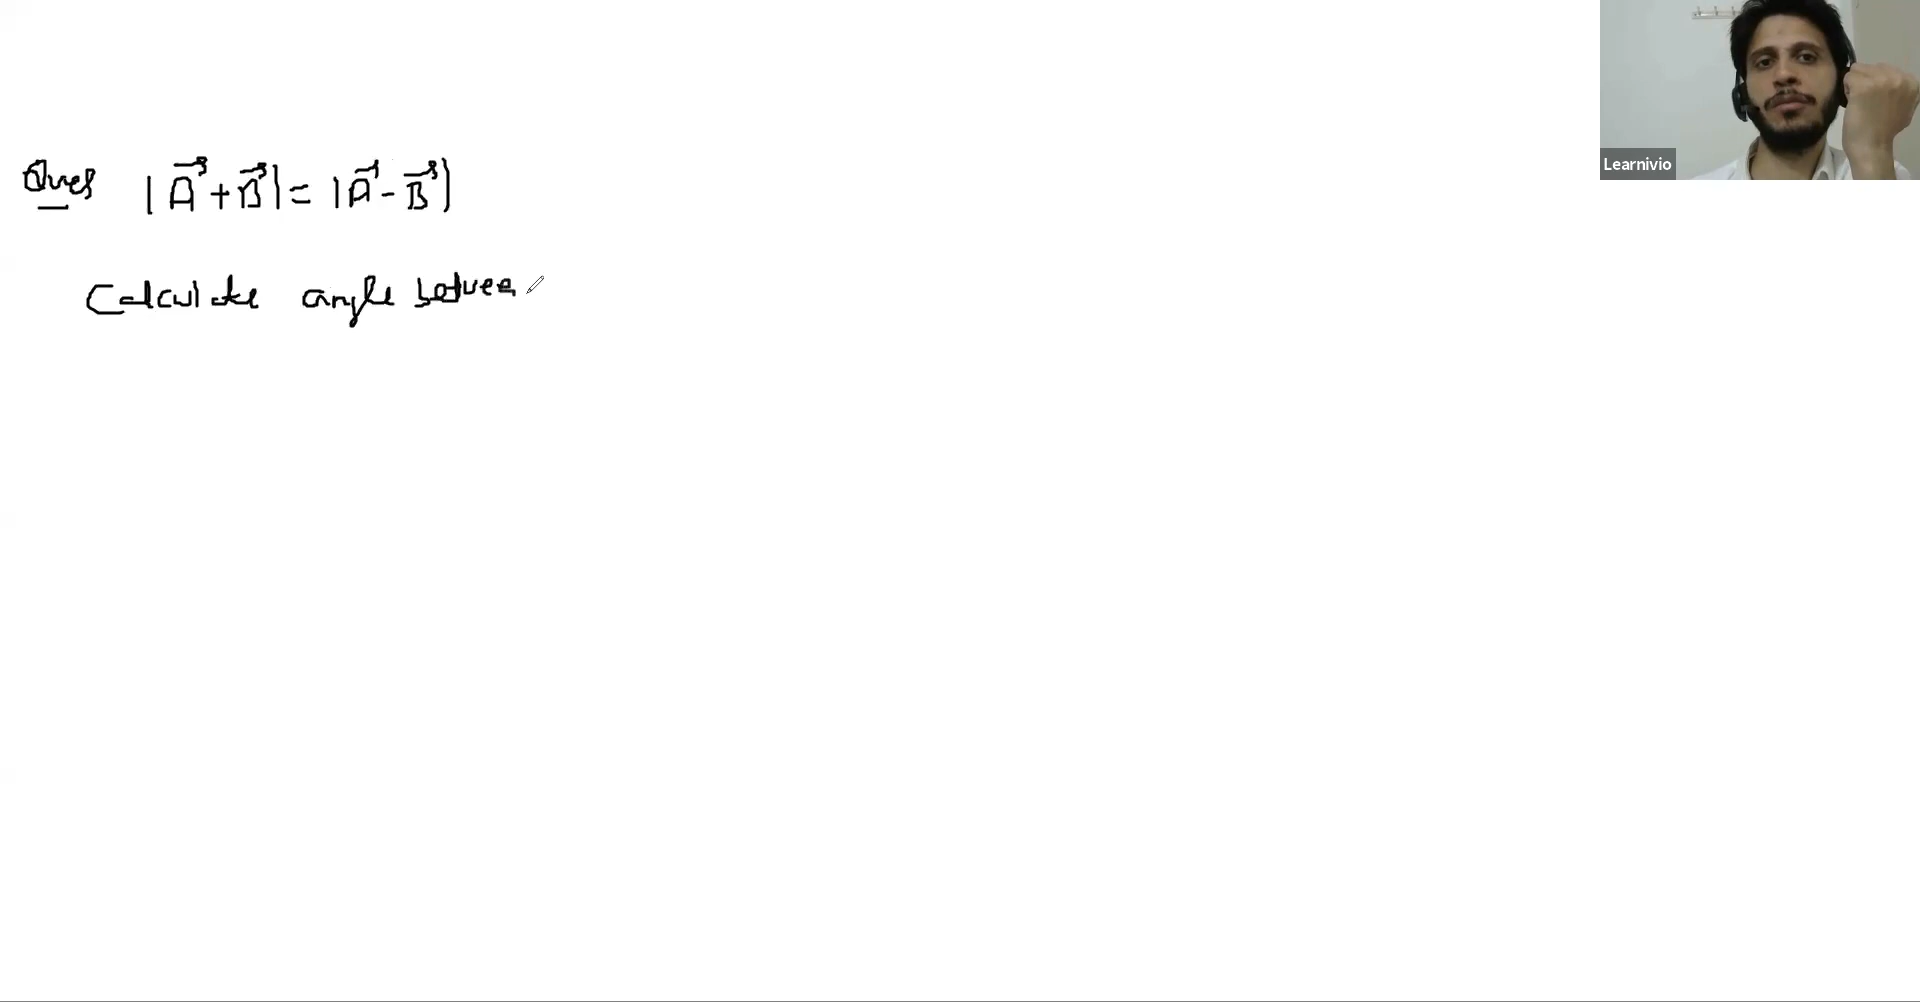 Ques |A⃗ + B⃗| = |A⃗ - B⃗|
Calculate angle between
Learnivio